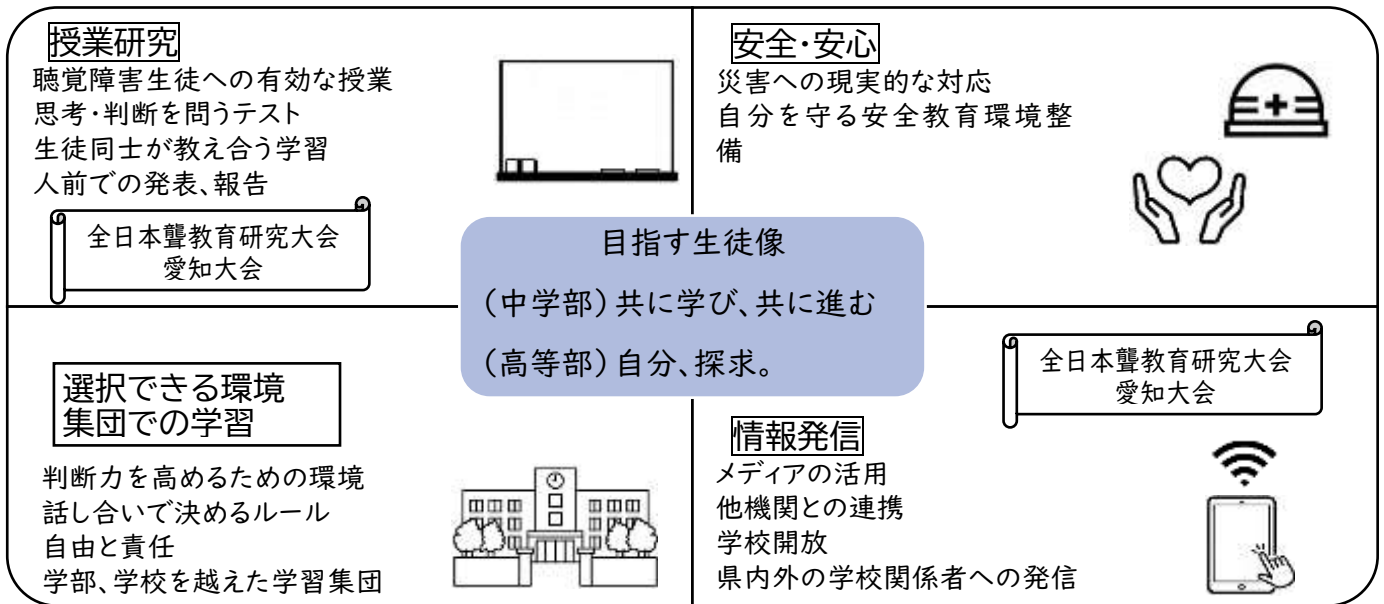 授業研究
聴覚障害生徒への有効な授業
思考・判断を問うテスト
生徒同士が教え合う学習
人前での発表、報告
全日本聾教育研究大会
愛知大会
安全・安心
災害への現実的な対応
自分を守る安全教育環境整
備
目指す生徒像
（中学部）共に学び、共に進む
（高等部）自分、探求。
選択できる環境
集団での学習
判断力を高めるための環境
話し合いで決めるルール
自由と責任
学部、学校を越えた学習集団
全日本聾教育研究大会
愛知大会
情報発信
メディアの活用
他機関との連携
学校開放
県内外の学校関係者への発信